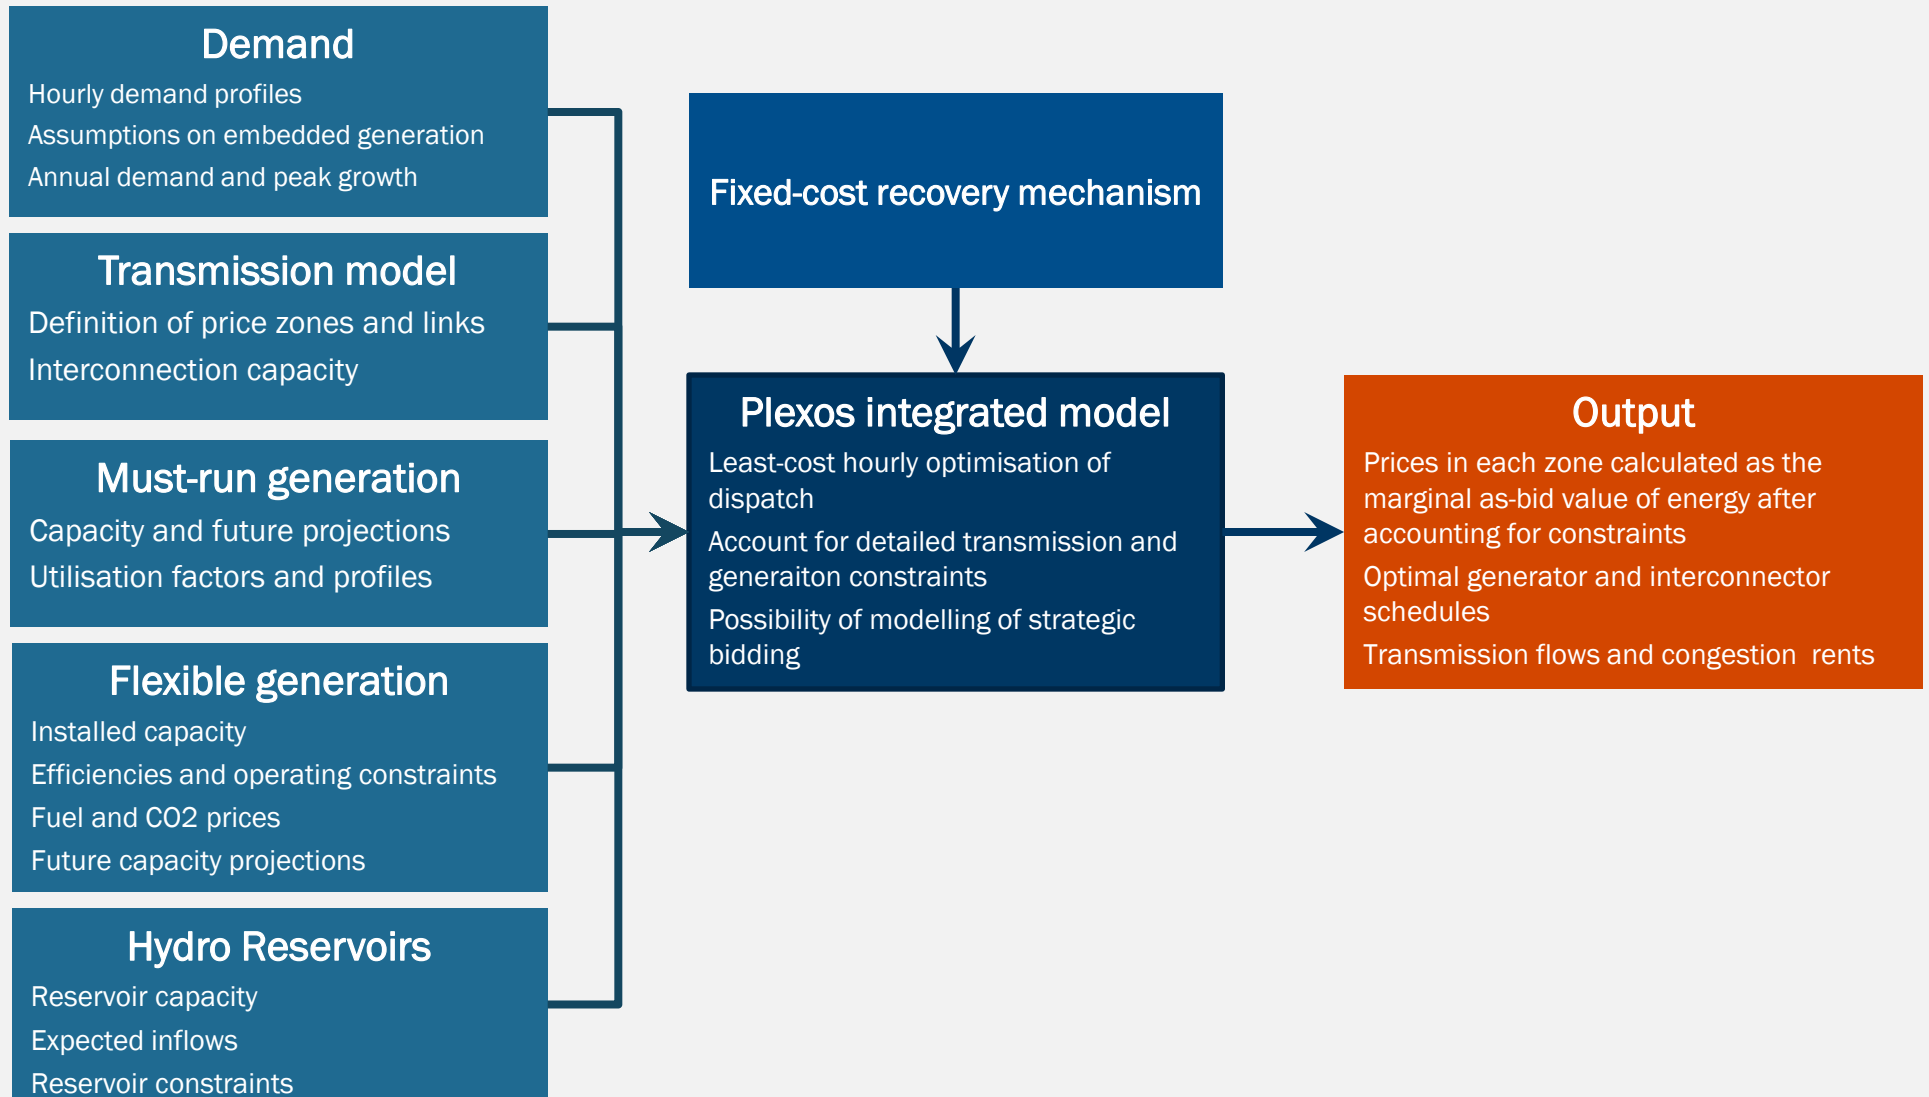 Demand
Hourly demand profiles
Assumptions on embedded generation
Annual demand and peak growth
Transmission model
Definition of price zones and links
Interconnection capacity
Must-run generation
Capacity and future projections
Utilisation factors and profiles
Flexible generation
Installed capacity
Efficiencies and operating constraints
Fuel and CO2 prices
Future capacity projections
Hydro Reservoirs
Reservoir capacity
Expected inflows
Reservoir constraints
Fixed-cost recovery mechanism
Plexos integrated model
Least-cost hourly optimisation of
dispatch
Account for detailed transmission and
generaiton constraints
Possibility of modelling of strategic
bidding
Output
Prices in each zone calculated as the
marginal as-bid value of energy after
accounting for constraints
Optimal generator and interconnector
schedules
Transmission flows and congestion  rents